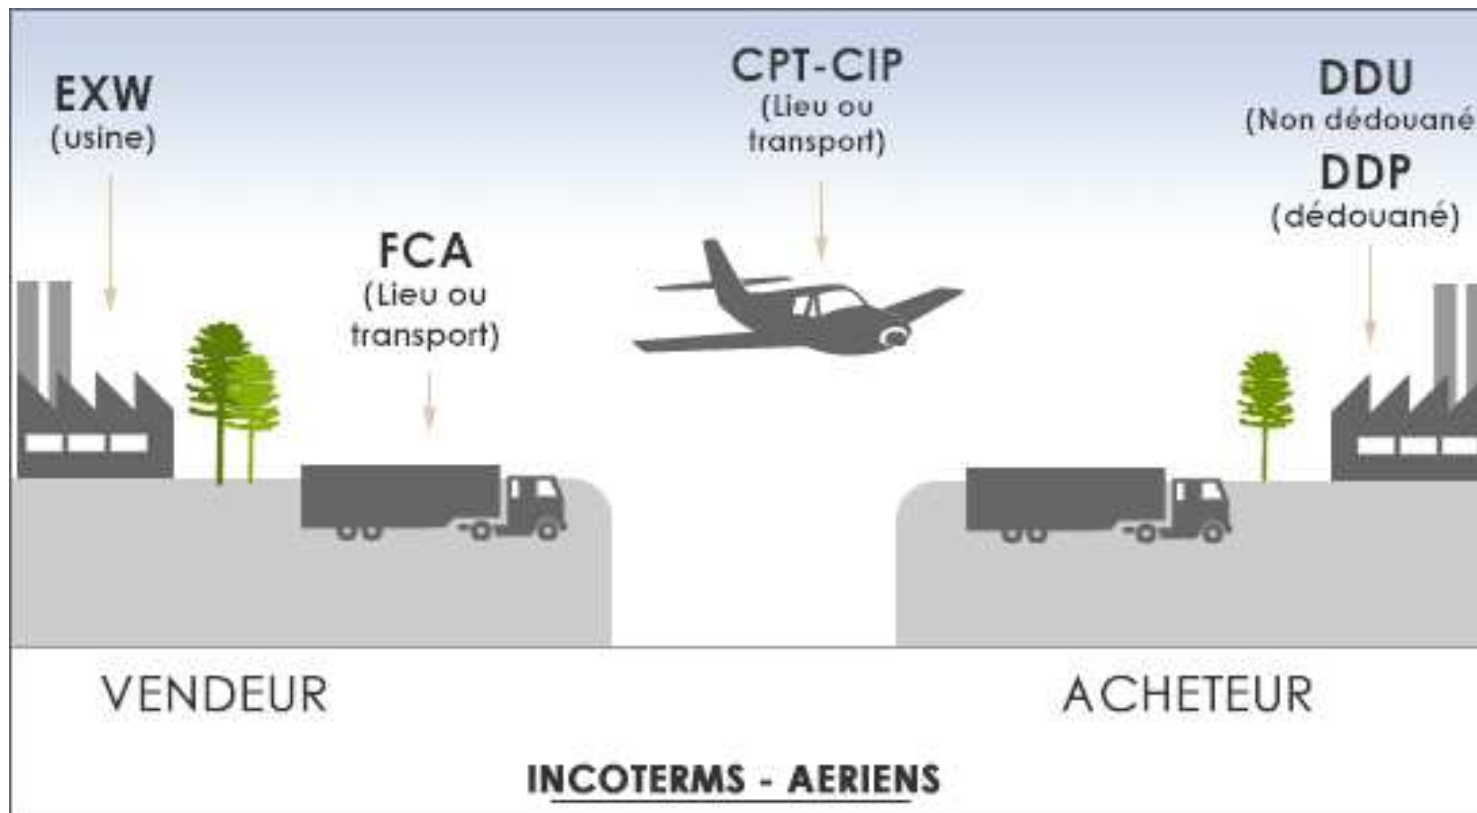 EXW
(usine)
FCA
(Lieu ou
transport)
CPT-CIP
(Lieu ou
transport)
DDU
(Non dédouané
DDP
(dédouané)
VENDEUR
ACHETEUR
INCOTERMS - AERIENS